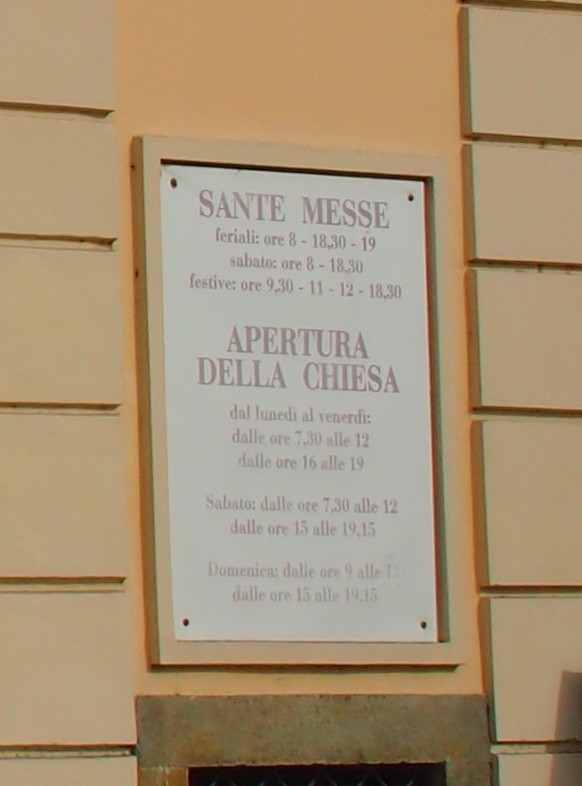 SANTE MESSE
feriali: ore 8 - 18,30 - 19
sabato: ore 8 - 18,30
festive: ore 9,30 - 11 - 12 - 18,30
APERTURA
DELLA CHIESA
dal lunedì al venerdì:
dalle ore 7,30 alle 12
dalle ore 16 alle 19
Sabato: dalle ore 7,30 alle 12
dalle ore 15 alle 19,15
Domenica: dalle ore 9 alle
dalle ore 15 alle 19,15